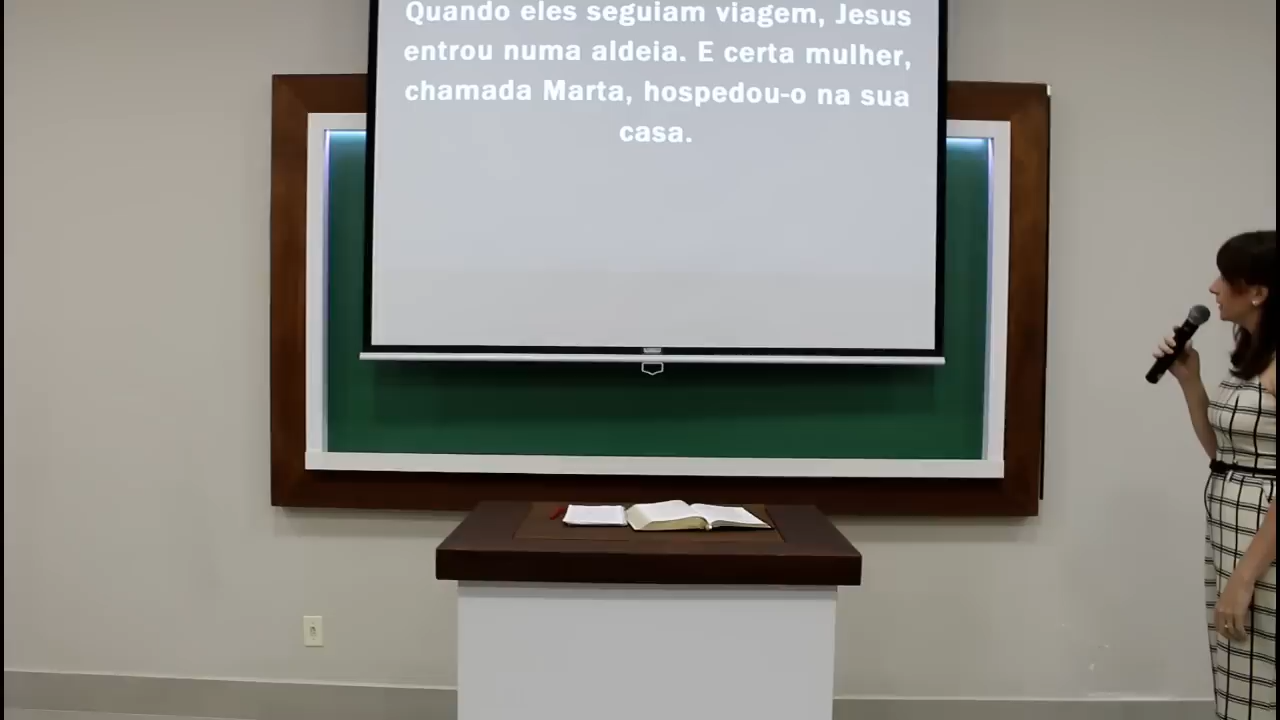 Quando eles seguiam viagem, Jesus
entrou numa aldeia. E certa mulher,
chamada Marta, hospedou-o na sua
casa.